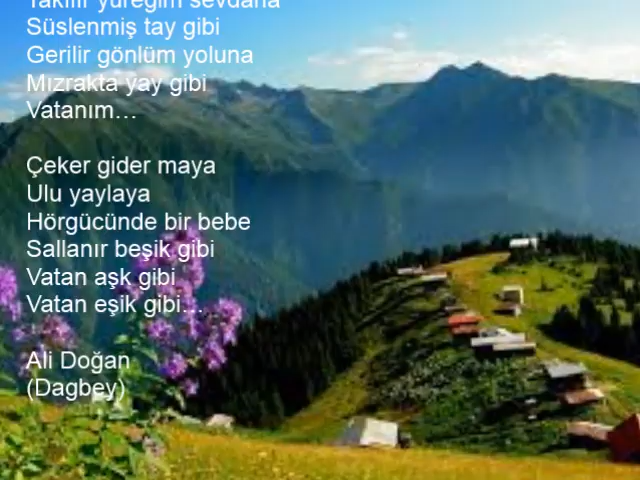 Takılır yüreğim sevdana
Süslenmiş tay gibi
Gerilir gönlüm yoluna
Mızrakta yay gibi
Vatanım…
Çeker gider maya
Ulu yaylaya
Hörgücünde bir bebe
Sallanır beşik gibi
Vatan aşk gibi
Vatan eşik gibi…
Ali Doğan
(Dagbey)